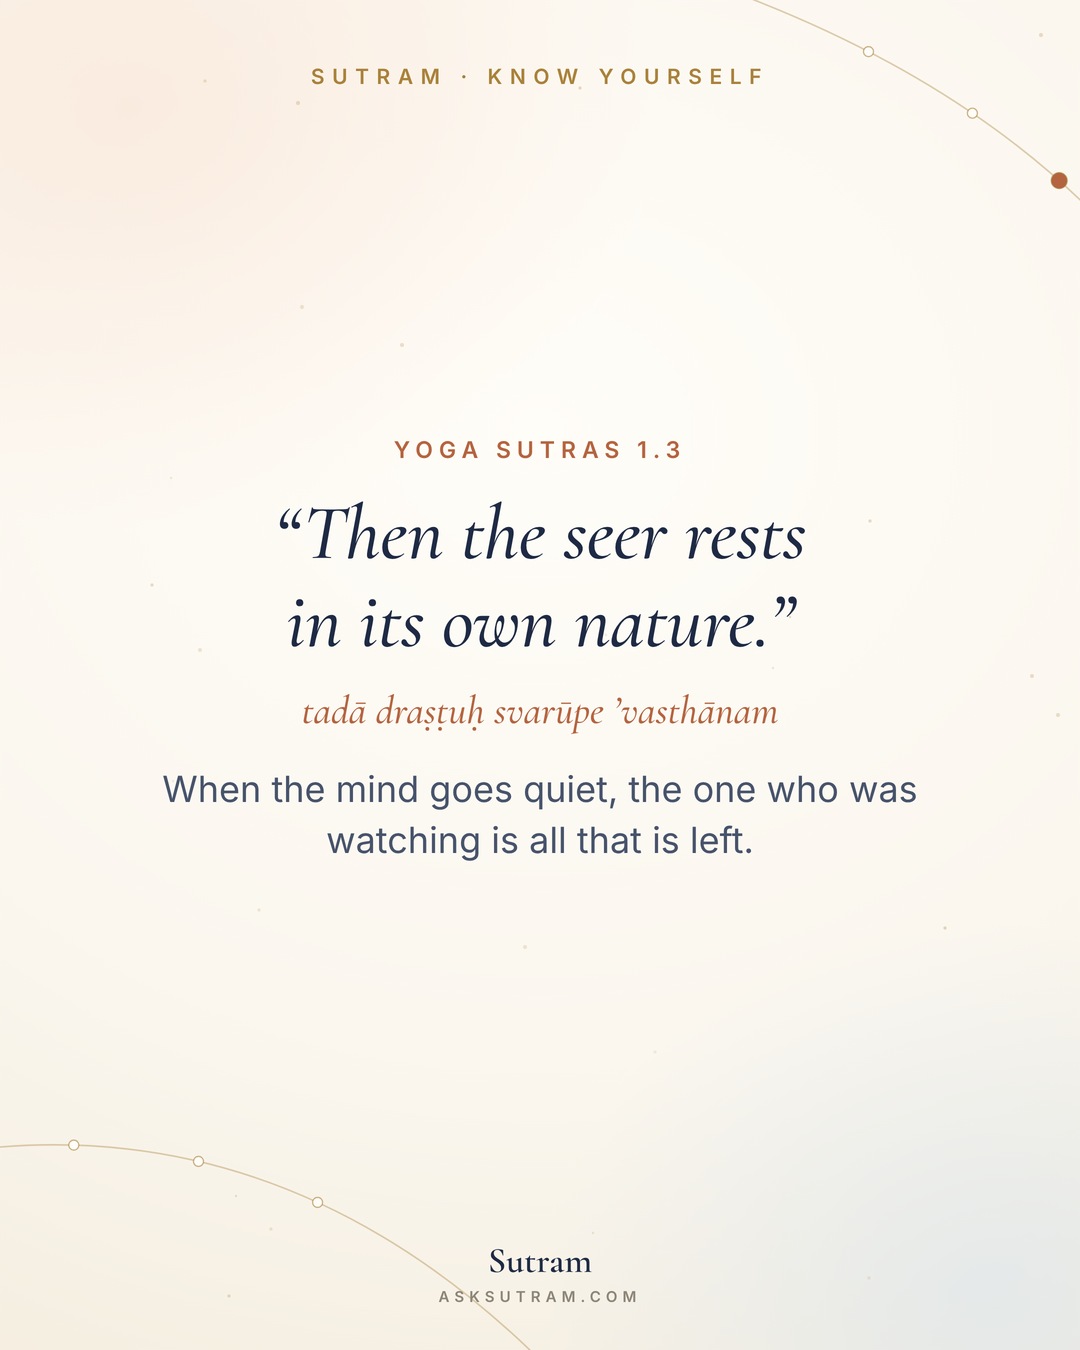 SUTRAM · KNOW YOURSELF
YOGA SUTRAS 1.3
“Then the seer rests
in its own nature.”
tadā draṣṭuḥ svarūpe ’vasthānam
When the mind goes quiet, the one who was
watching is all that is left.
Sutram
ASKSUTRAM.COM